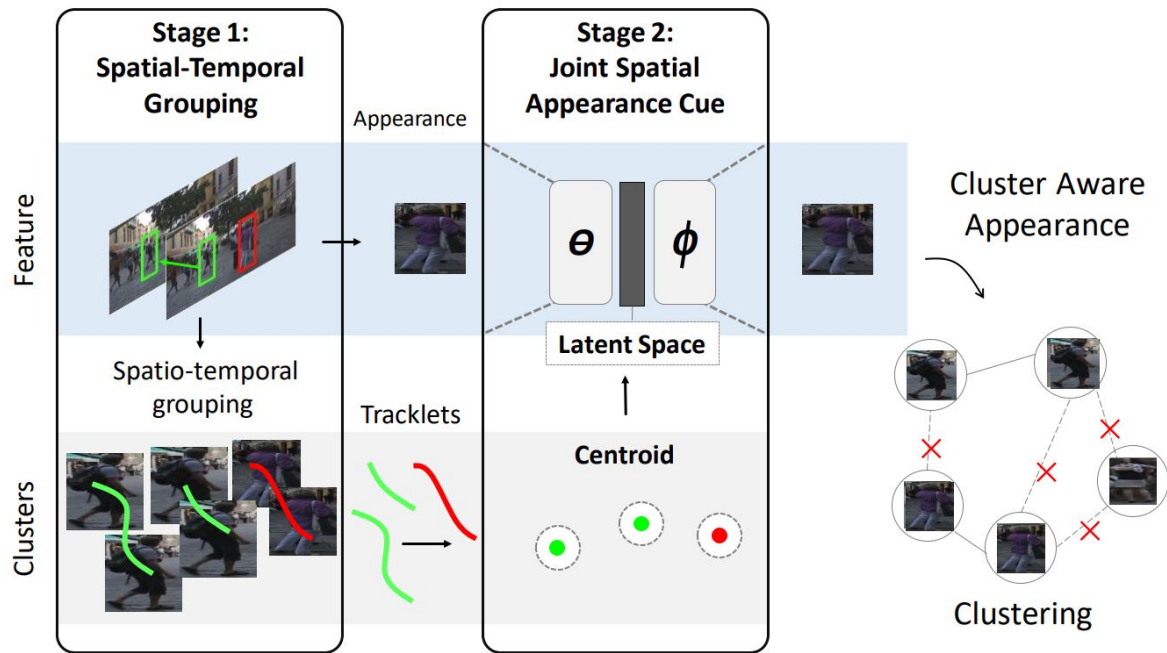 Stage 1:
Spatial-Temporal
Grouping
Stage 2:
Joint Spatial
Appearance Cue
Appearance
Feature
ɵ
ϕ
Latent Space
Cluster Aware
Appearance
Spatio-temporal
grouping
Tracklets
Centroid
Clusters
Clustering